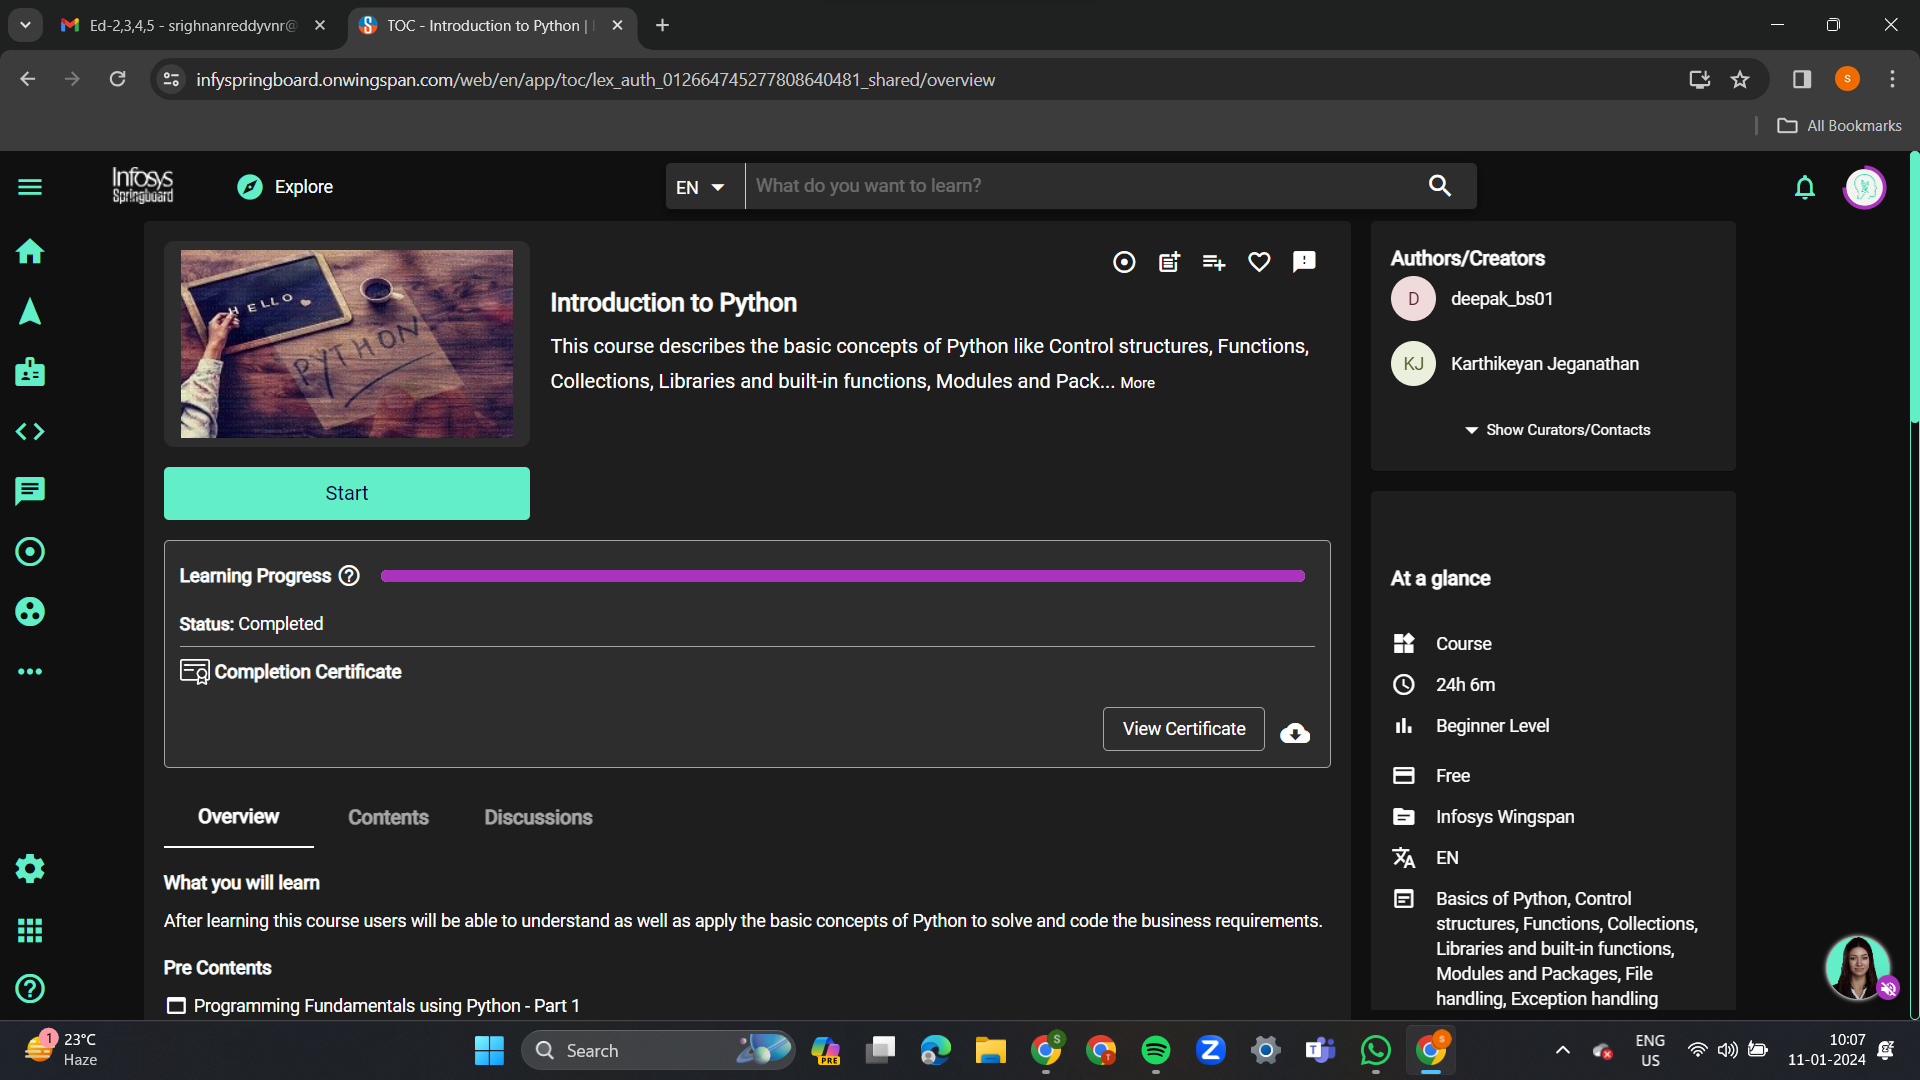 Ed-2,3,4,5 - srighnanreddyvnr@
TOC - Introduction to Python |
infyspringboard.onwingspan.com/web/en/app/toc/lex_auth_012664745277808640481_shared/overview
S
All Bookmarks
Infosys
Springboard
Explore
EN
What do you want to learn?
HELLO
PYTHON
Introduction to Python
This course describes the basic concepts of Python like Control structures, Functions,
Collections, Libraries and built-in functions, Modules and Pack... More
Start
Learning Progress
Status: Completed
Completion Certificate
View Certificate
Overview
Contents
Discussions
What you will learn
After learning this course users will be able to understand as well as apply the basic concepts of Python to solve and code the business requirements.
Pre Contents
Programming Fundamentals using Python - Part 1
Authors/Creators
D
deepak_bs01
KJ
Karthikeyan Jeganathan
Show Curators/Contacts
At a glance
Course
24h 6m
Beginner Level
Free
Infosys Wingspan
EN
Basics of Python, Control
structures, Functions, Collections,
Libraries and built-in functions,
Modules and Packages, File
handling, Exception handling
1
23°C
Haze
Search
PRE
S
T
Z
T
S
ENG
US
10:07
11-01-2024